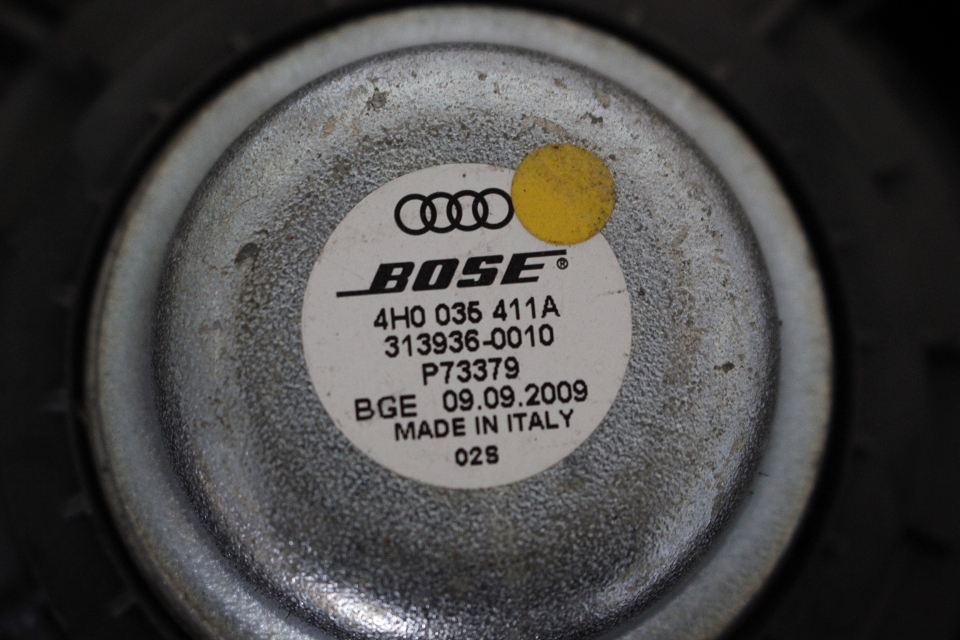 BOSE®
4H0 035 411A
313936-0010
P73379
BGE 09.09.2009
MADE IN ITALY
02S